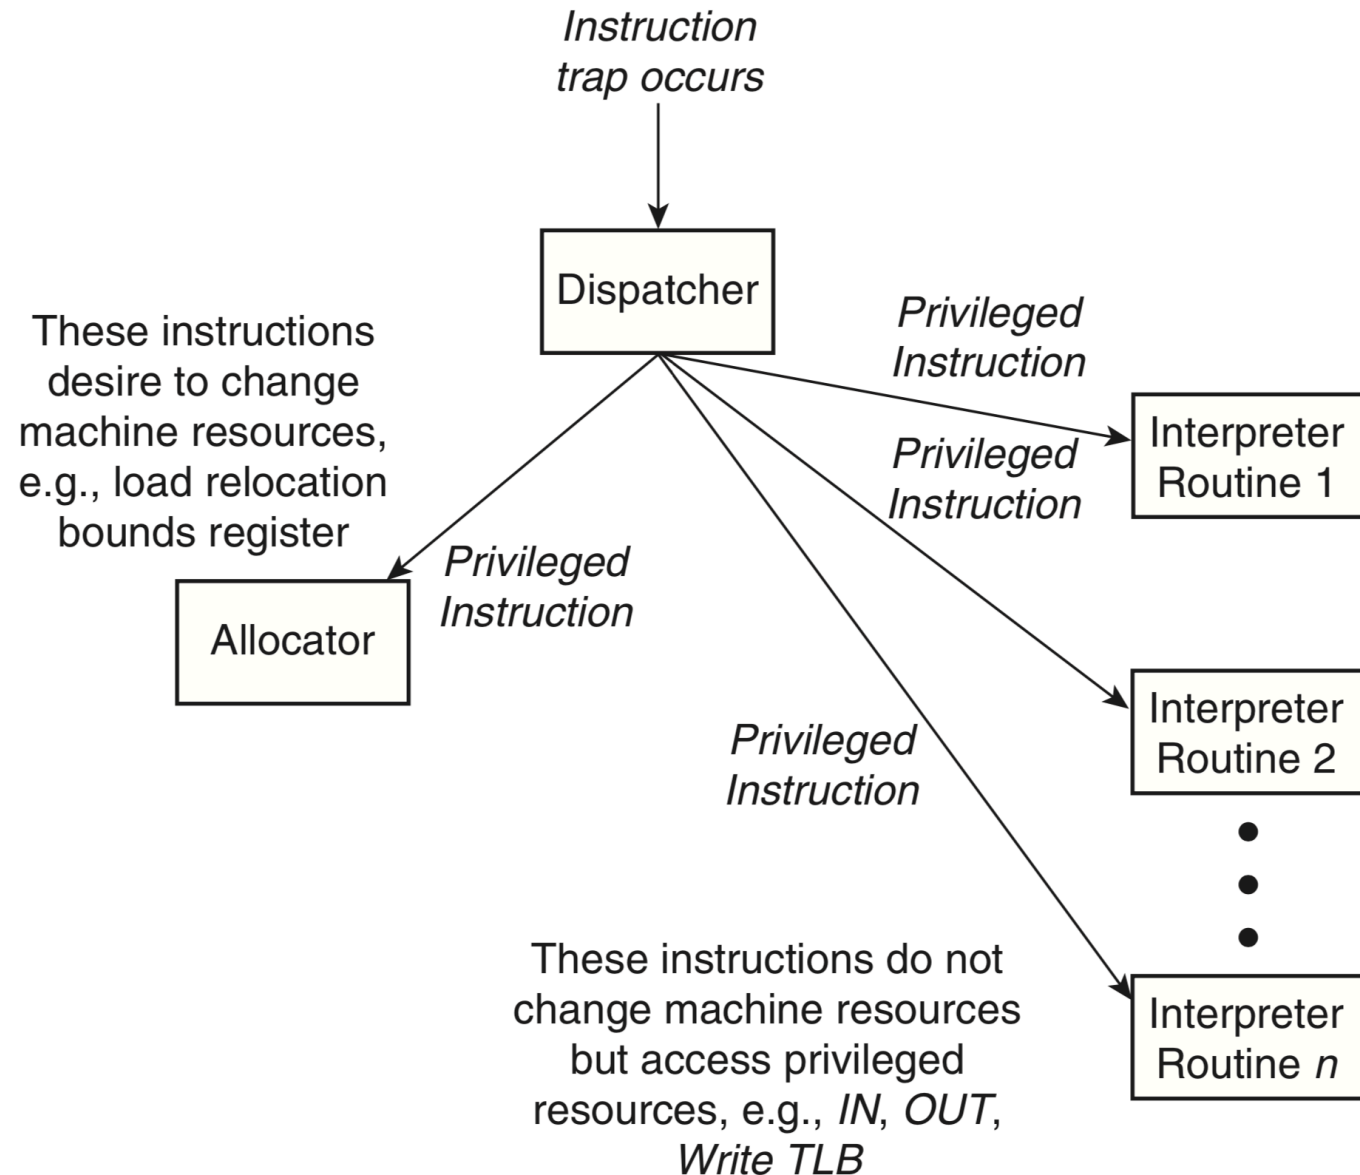 Instruction
trap occurs
Dispatcher
These instructions
desire to change
machine resources,
e.g., load relocation
bounds register
Privileged
Instruction
Allocator
Privileged
Instruction
Interpreter
Routine 1
Privileged
Instruction
Interpreter
Routine 2
Privileged
Instruction
Interpreter
Routine n
These instructions do not
change machine resources
but access privileged
resources, e.g., IN, OUT,
Write TLB